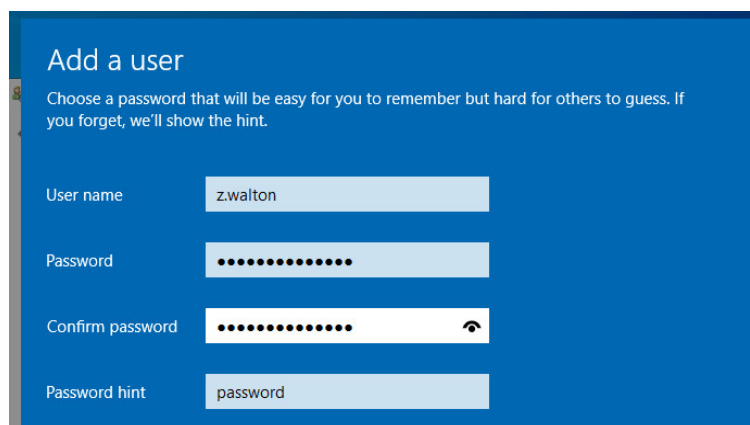 Add a user
Choose a password that will be easy for you to remember but hard for others to guess. If
you forget, we'll show the hint.
User name z.walton
Password ●●●●●●●●●●●●●●
Confirm password ●●●●●●●●●●●●●●
Password hint password